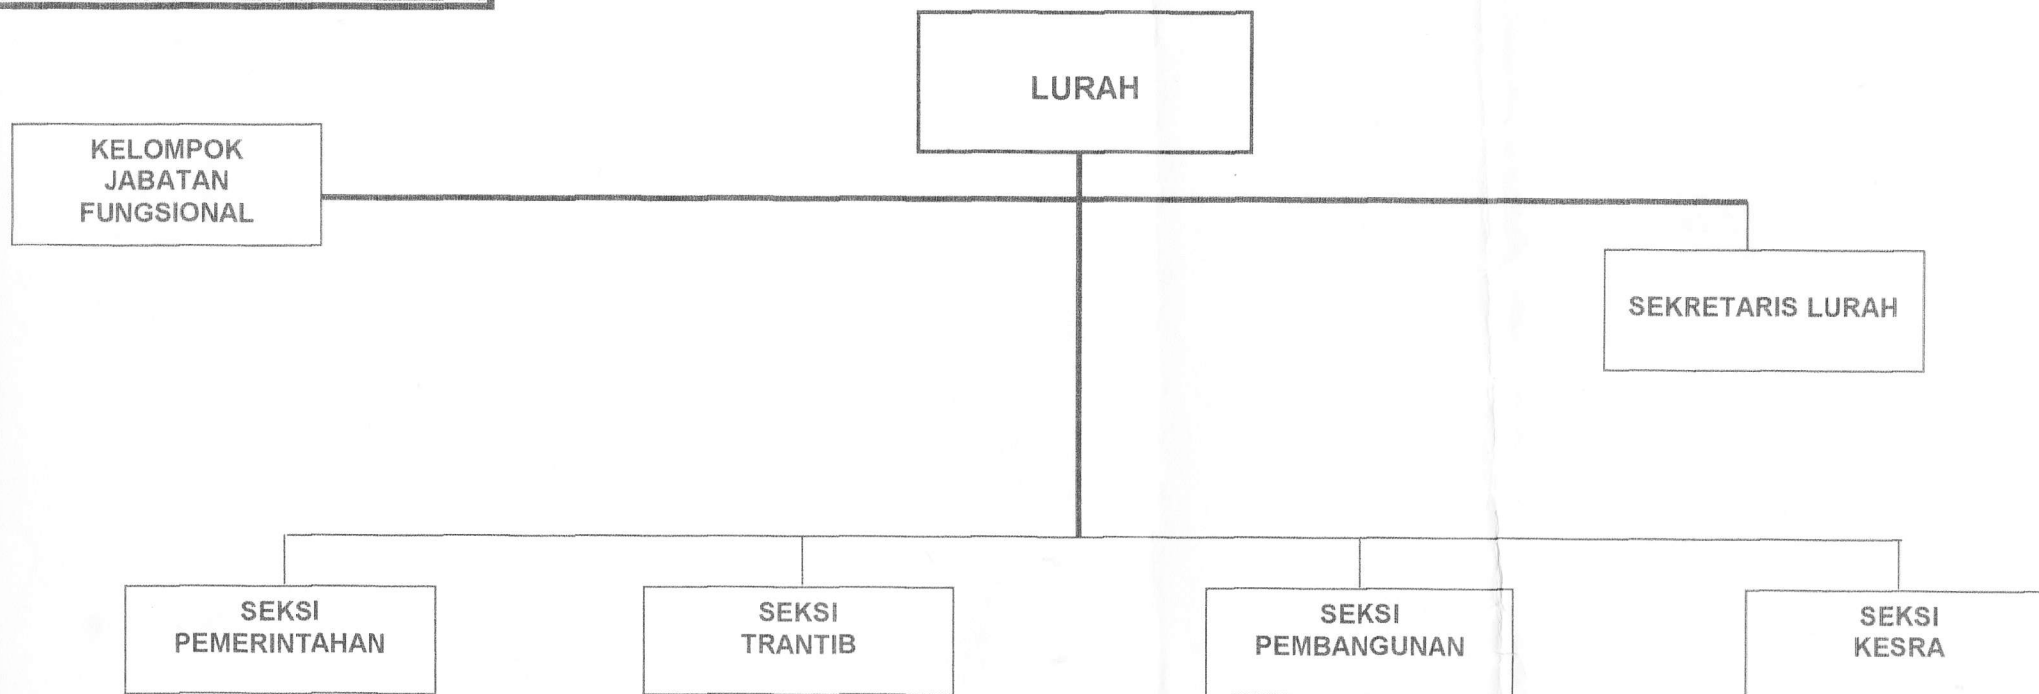 LURAH
KELOMPOK
JABATAN
FUNGSIONAL
SEKRETARIS LURAH
SEKSI
PEMERINTAHAN
SEKSI
TRANTIB
SEKSI
PEMBANGUNAN
SEKSI
KESRA